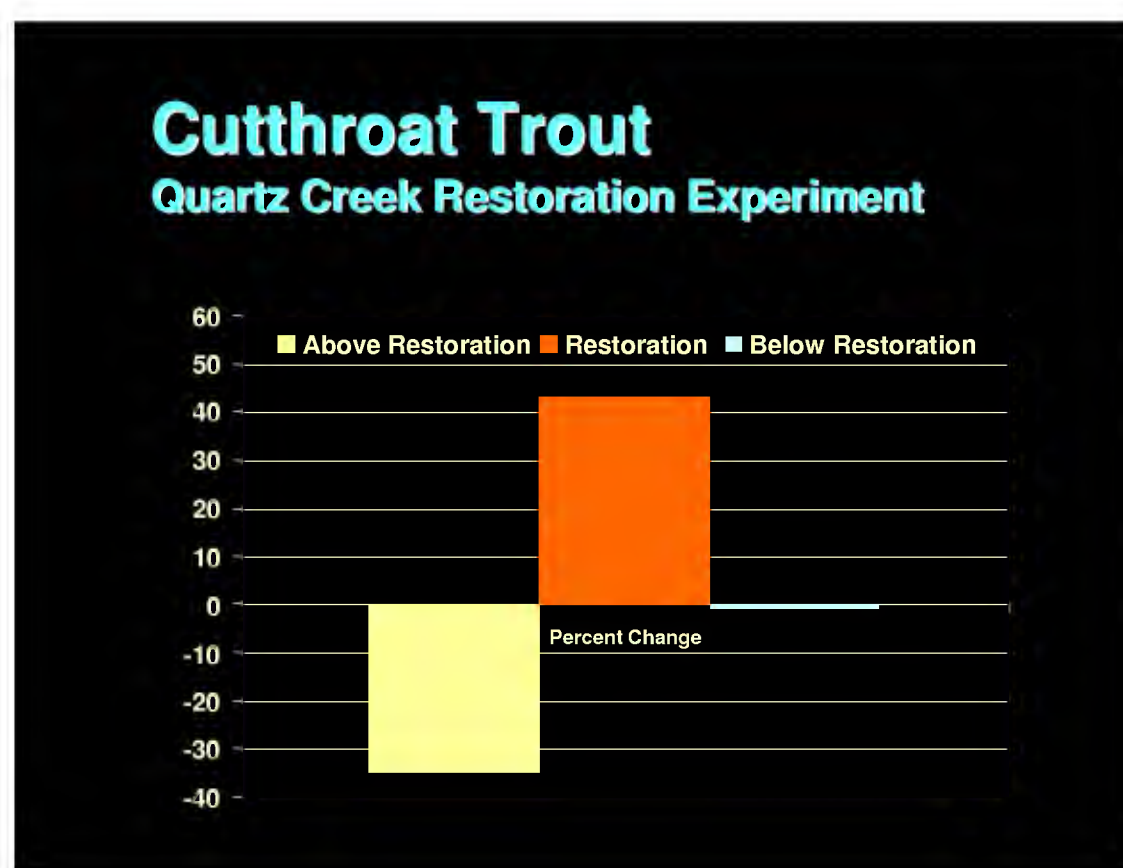 Cutthroat Trout
Quartz Creek Restoration Experiment
60
Above Restoration Restoration Below Restoration
50
40
30
20
10
0
Percent Change
-10
-20
-30
-40